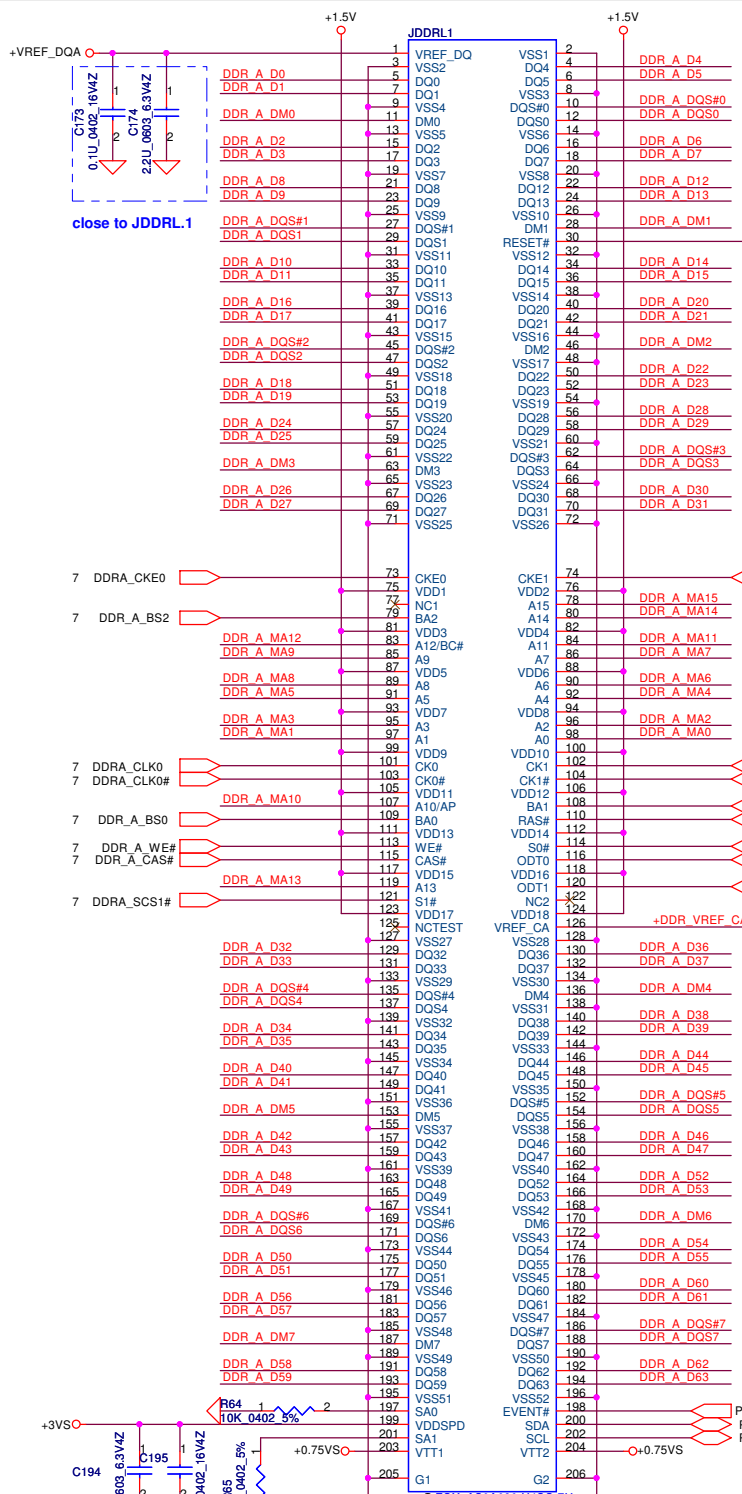 +1.5V +1.5V
JDDRL1
+VREF_DQA 1 VREF_DQ VSS1 2
3 VSS2 DQ4 4 DDR_A_D4
DDR_A_D0 5 DQ0 DQ5 6 DDR_A_D5
DDR_A_D1 7 DQ1 VSS3 8
9 VSS4 DQS#0 10 DDR_A_DQS#0
DDR_A_DM0 11 DM0 DQS0 12 DDR_A_DQS0
13 VSS5 VSS6 14
DDR_A_D2 15 DQ2 DQ6 16 DDR_A_D6
DDR_A_D3 17 DQ3 DQ7 18 DDR_A_D7
19 VSS7 VSS8 20
DDR_A_D8 21 DQ8 DQ12 22 DDR_A_D12
DDR_A_D9 23 DQ9 DQ13 24 DDR_A_D13
25 VSS9 VSS10 26
DDR_A_DQS#1 27 DQS#1 DM1 28 DDR_A_DM1
DDR_A_DQS1 29 DQS1 RESET# 30
31 VSS11 VSS12 32
DDR_A_D10 33 DQ10 DQ14 34 DDR_A_D14
DDR_A_D11 35 DQ11 DQ15 36 DDR_A_D15
37 VSS13 VSS14 38
DDR_A_D16 39 DQ16 DQ20 40 DDR_A_D20
DDR_A_D17 41 DQ17 DQ21 42 DDR_A_D21
43 VSS15 VSS16 44
DDR_A_DQS#2 45 DQS#2 DM2 46 DDR_A_DM2
DDR_A_DQS2 47 DQS2 VSS17 48
49 VSS18 DQ22 50 DDR_A_D22
DDR_A_D18 51 DQ18 DQ23 52 DDR_A_D23
DDR_A_D19 53 DQ19 VSS19 54
55 VSS20 DQ28 56 DDR_A_D28
DDR_A_D24 57 DQ24 DQ29 58 DDR_A_D29
DDR_A_D25 59 DQ25 VSS21 60
61 VSS22 DQS#3 62 DDR_A_DQS#3
DDR_A_DM3 63 DM3 DQS3 64 DDR_A_DQS3
65 VSS23 VSS24 66
DDR_A_D26 67 DQ26 DQ30 68 DDR_A_D30
DDR_A_D27 69 DQ27 DQ31 70 DDR_A_D31
71 VSS25 VSS26 72
C173
0.1U_0402_16V4Z
1
2
C174
2.2U_0603_6.3V4Z
1
2
close to JDDRL.1
7 DDRA_CKE0 73 CKE0 CKE1 74
75 VDD1 VDD2 76
77 NC1 A15 78 DDR_A_MA15
7 DDR_A_BS2 79 BA2 A14 80 DDR_A_MA14
81 VDD3 VDD4 82
DDR_A_MA12 83 A12/BC# A11 84 DDR_A_MA11
DDR_A_MA9 85 A9 A7 86 DDR_A_MA7
87 VDD5 VDD6 88
DDR_A_MA8 89 A8 A6 90 DDR_A_MA6
DDR_A_MA5 91 A5 A4 92 DDR_A_MA4
93 VDD7 VDD8 94
DDR_A_MA3 95 A3 A2 96 DDR_A_MA2
DDR_A_MA1 97 A1 A0 98 DDR_A_MA0
99 VDD9 VDD10 100
7 DDRA_CLK0 101 CK0 CK1 102
7 DDRA_CLK0# 103 CK0# CK1# 104
105 VDD11 VDD12 106
DDR_A_MA10 107 A10/AP BA1 108
7 DDR_A_BS0 109 BA0 RAS# 110
111 VDD13 VDD14 112
7 DDR_A_WE# 113 WE# S0# 114
7 DDR_A_CAS# 115 CAS# ODT0 116
117 VDD15 VDD16 118
DDR_A_MA13 119 A13 ODT1 120
7 DDRA_SCS1# 121 S1# NC2 122
123 VDD17 VDD18 124
125 NCTEST VREF_CA 126 +DDR_VREF_CA
127 VSS27 VSS28 128
DDR_A_D32 129 DQ32 DQ36 130 DDR_A_D36
DDR_A_D33 131 DQ33 DQ37 132 DDR_A_D37
133 VSS29 VSS30 134
DDR_A_DQS#4 135 DQS#4 DM4 136 DDR_A_DM4
DDR_A_DQS4 137 DQS4 VSS31 138
139 VSS32 DQ38 140 DDR_A_D38
DDR_A_D34 141 DQ34 DQ39 142 DDR_A_D39
DDR_A_D35 143 DQ35 VSS33 144
145 VSS34 DQ44 146 DDR_A_D44
DDR_A_D40 147 DQ40 DQ45 148 DDR_A_D45
DDR_A_D41 149 DQ41 VSS35 150
151 VSS36 DQS#5 152 DDR_A_DQS#5
DDR_A_DM5 153 DM5 DQS5 154 DDR_A_DQS5
155 VSS37 VSS38 156
DDR_A_D42 157 DQ42 DQ46 158 DDR_A_D46
DDR_A_D43 159 DQ43 DQ47 160 DDR_A_D47
161 VSS39 VSS40 162
DDR_A_D48 163 DQ48 DQ52 164 DDR_A_D52
DDR_A_D49 165 DQ49 DQ53 166 DDR_A_D53
167 VSS41 VSS42 168
DDR_A_DQS#6 169 DQS#6 DM6 170 DDR_A_DM6
DDR_A_DQS6 171 DQS6 VSS43 172
173 VSS44 DQ54 174 DDR_A_D54
DDR_A_D50 175 DQ50 DQ55 176 DDR_A_D55
DDR_A_D51 177 DQ51 VSS45 178
179 VSS46 DQ60 180 DDR_A_D60
DDR_A_D56 181 DQ56 DQ61 182 DDR_A_D61
DDR_A_D57 183 DQ57 VSS47 184
185 VSS48 DQS#7 186 DDR_A_DQS#7
DDR_A_DM7 187 DM7 DQS7 188 DDR_A_DQS7
189 VSS49 VSS50 190
DDR_A_D58 191 DQ58 DQ62 192 DDR_A_D62
DDR_A_D59 193 DQ59 DQ63 194 DDR_A_D63
195 VSS51 VSS52 196
R64 1 2 197 SA0 EVENT# 198
10K_0402_5%
+3VS 199 VDDSPD SDA 200
201 SA1 SCL 202
+0.75VS 203 VTT1 VTT2 204 +0.75VS
205 G1 G2 206
C194
603_6.3V4Z
1
2
C195
402_16V4Z
1
2
65
0402_5%
1